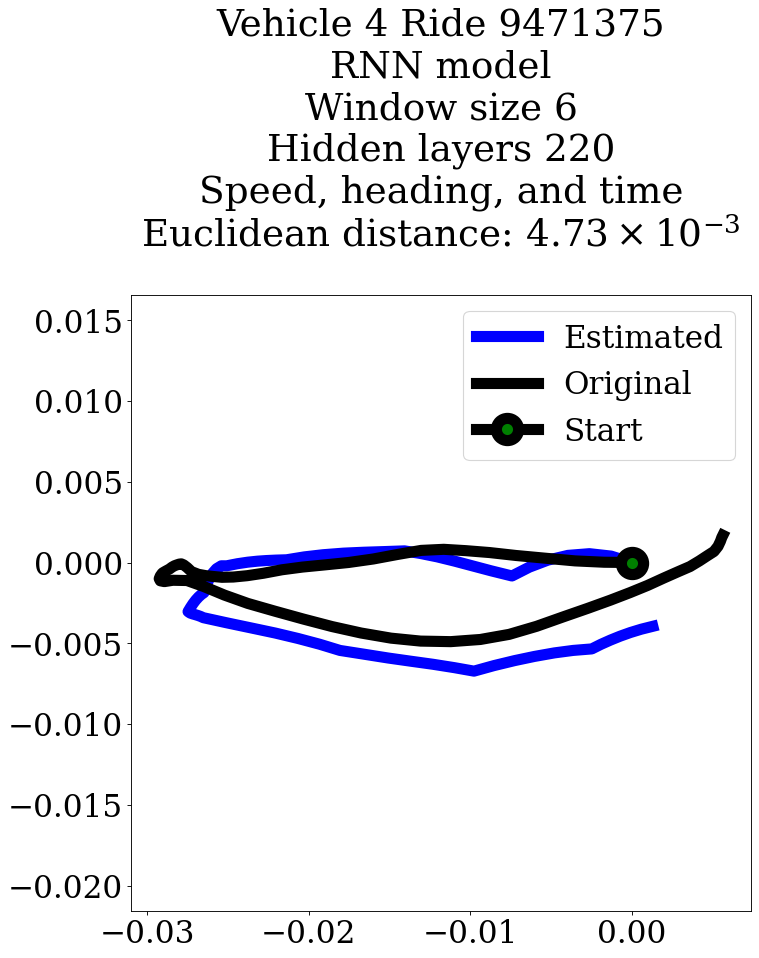 Vehicle 4 Ride 9471375
RNN model
Window size 6
Hidden layers 220
Speed, heading, and time
Euclidean distance: 4.73 × 10⁻³
Estimated
Original
Start
0.015
0.010
0.005
0.000
−0.005
−0.010
−0.015
−0.020
−0.03
−0.02
−0.01
0.00